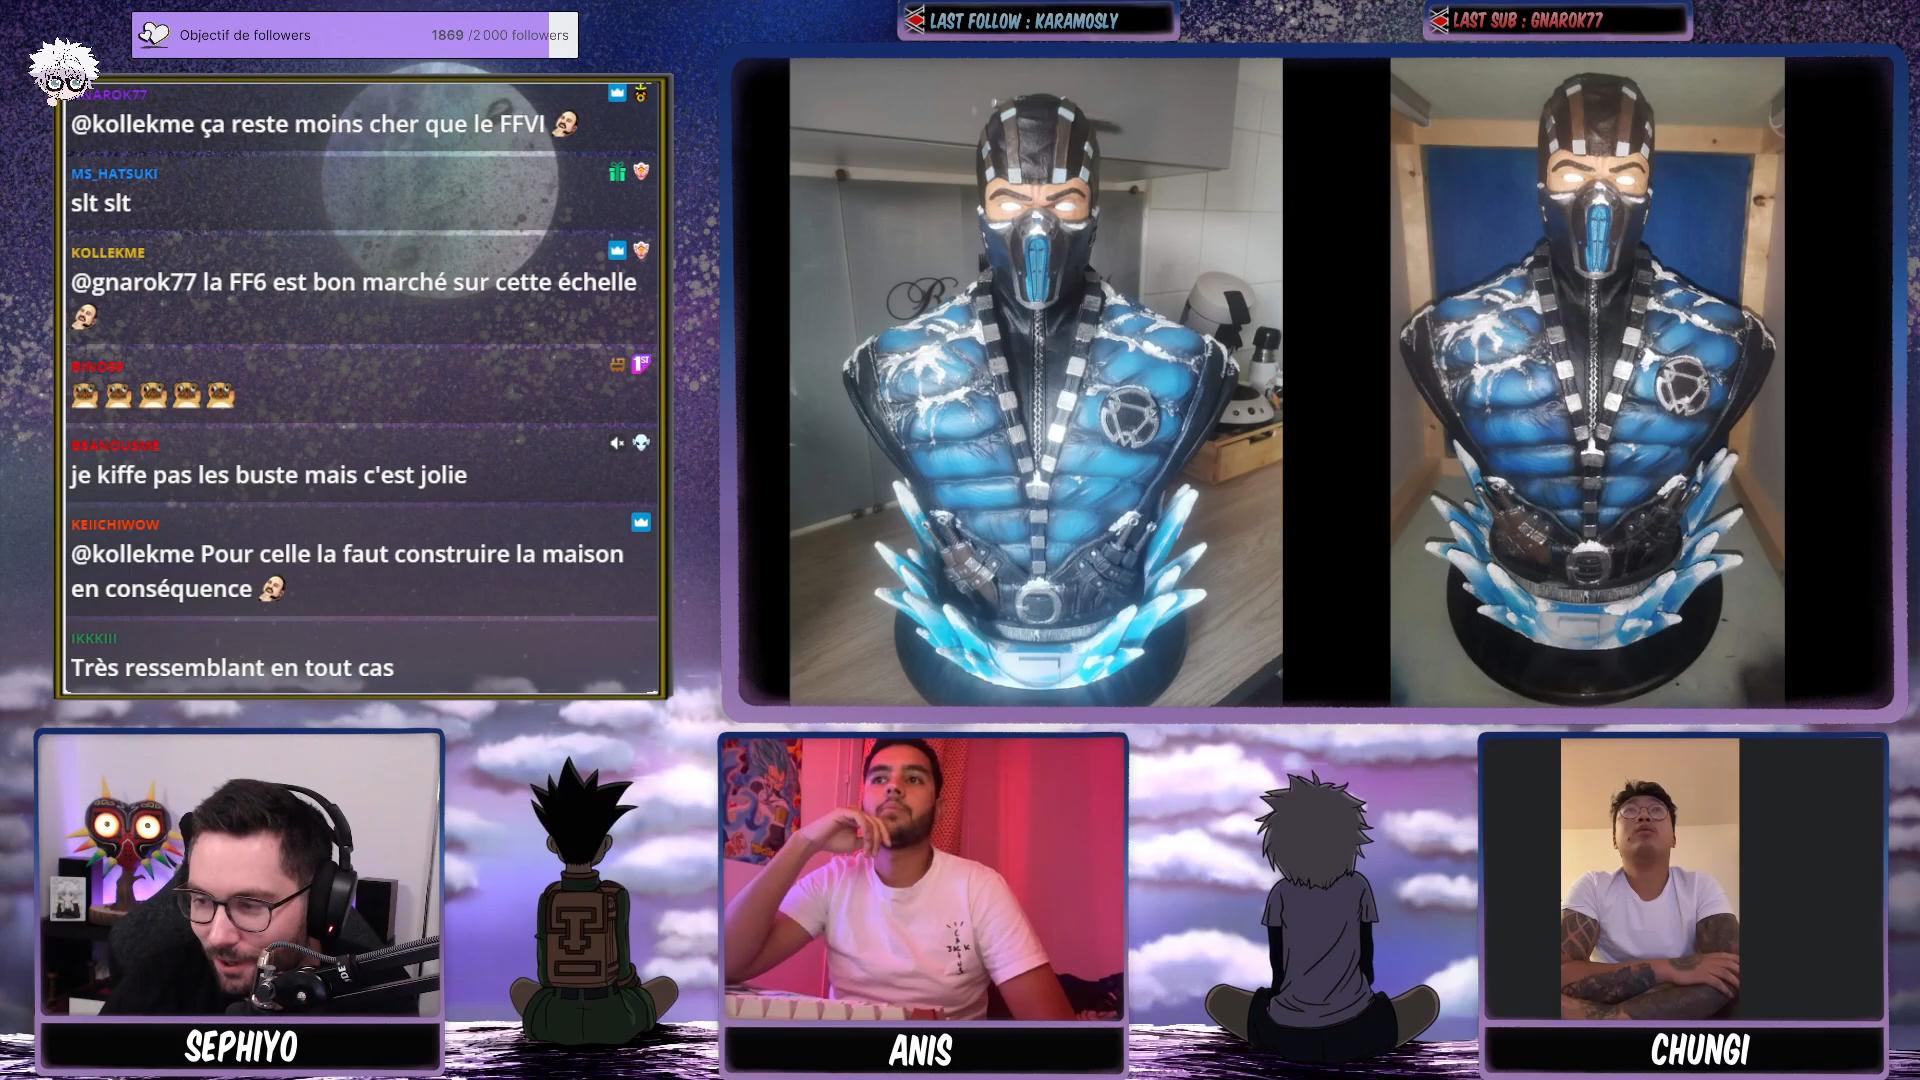 Objectif de followers 1869 /2 000 followers
LAST FOLLOW : KARAMOSLY
LAST SUB : GNAROK77
GNAROK77
@kollekme ça reste moins cher que le FFVI
MS_HATSUKI
slt slt
KOLLEKME
@gnarok77 la FF6 est bon marché sur cette échelle
1ST
BEANOUSME
je kiffe pas les buste mais c'est jolie
KEIICHIWOW
@kollekme Pour celle la faut construire la maison
en conséquence
IKKKIII
Très ressemblant en tout cas
SEPHIYO
ANIS
CHUNGI